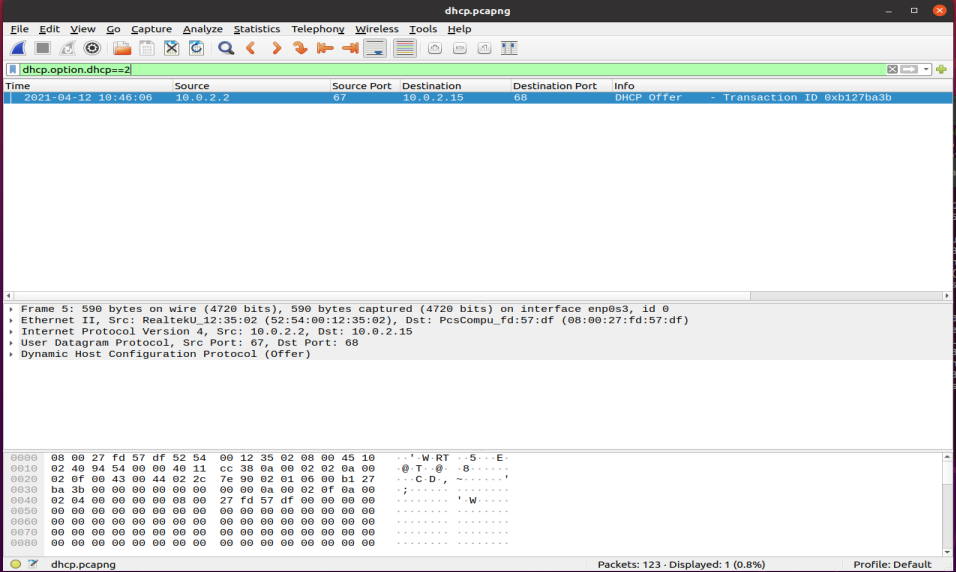 dhcp.pcapng
File Edit View Go Capture Analyze Statistics Telephony Wireless Tools Help
dhcp.option.dhcp==2
Time Source Source Port Destination Destination Port Info
2021-04-12 10:46:06 10.0.2.2 67 10.0.2.15 68 DHCP Offer - Transaction ID 0xb127ba3b
Frame 5: 590 bytes on wire (4720 bits), 590 bytes captured (4720 bits) on interface enp0s3, id 0
Ethernet II, Src: RealtekU_12:35:02 (52:54:00:12:35:02), Dst: PcsCompu_fd:57:df (08:00:27:fd:57:df)
Internet Protocol Version 4, Src: 10.0.2.2, Dst: 10.0.2.15
User Datagram Protocol, Src Port: 67, Dst Port: 68
Dynamic Host Configuration Protocol (Offer)
0000 08 00 27 fd 57 df 52 54 00 12 35 02 08 00 45 10 ··'·W·RT ··5···E·
0010 02 40 94 54 00 00 40 11 cc 38 0a 00 02 02 0a 00 ·@·T··@· ·8······
0020 02 0f 00 43 00 44 02 2c 7e 90 02 01 06 00 b1 27 ···C·D·, ~······'
0030 ba 3b 00 00 00 00 00 00 00 00 0a 00 02 0f 0a 00 ·;······ ········
0040 02 04 00 00 00 00 08 00 27 fd 57 df 00 00 00 00 ········ '·W·····
0050 00 00 00 00 00 00 00 00 00 00 00 00 00 00 00 00 ········ ········
0060 00 00 00 00 00 00 00 00 00 00 00 00 00 00 00 00 ········ ········
0070 00 00 00 00 00 00 00 00 00 00 00 00 00 00 00 00 ········ ········
0080 00 00 00 00 00 00 00 00 00 00 00 00 00 00 00 00 ········ ········
dhcp.pcapng Packets: 123 · Displayed: 1 (0.8%) Profile: Default